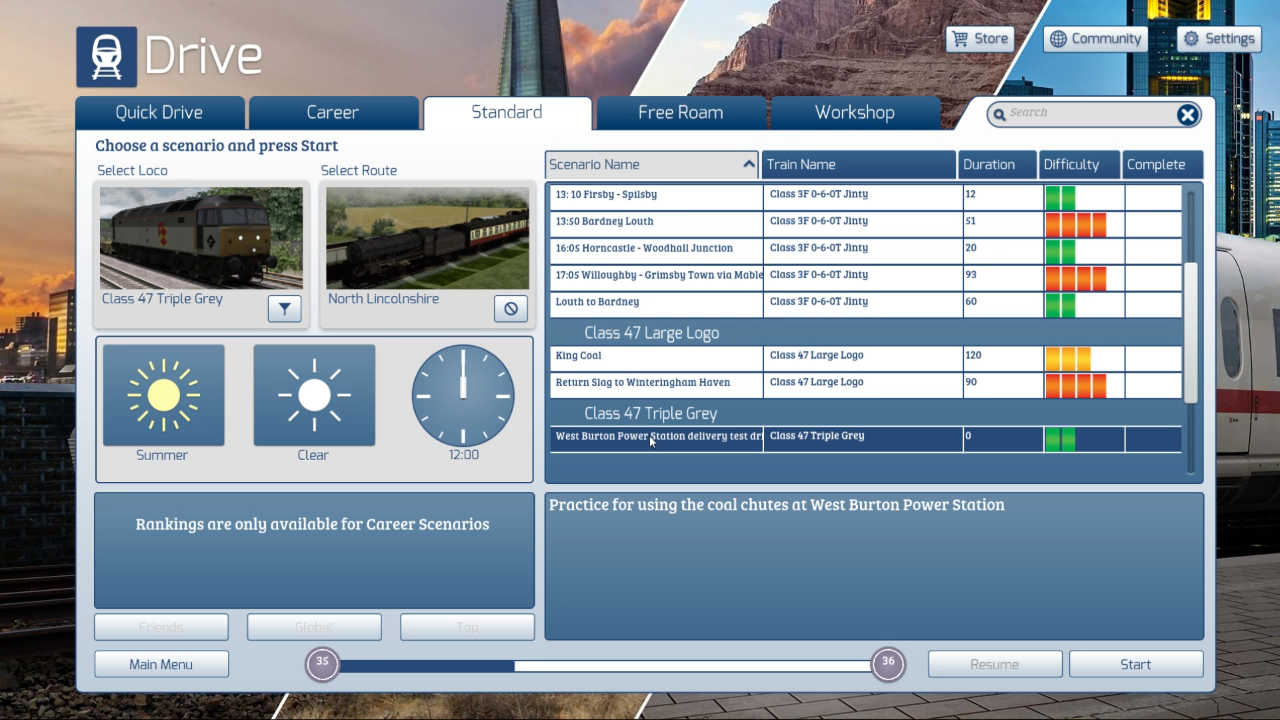 Drive
Store
Community
Settings
Quick Drive
Career
Standard
Free Roam
Workshop
Search
Choose a scenario and press Start
Select Loco
Select Route
Class 47 Triple Grey
North Lincolnshire
Summer
Clear
12:00
Rankings are only available for Career Scenarios
Friends
Global
Top
Scenario Name Train Name Duration Difficulty Complete
13: 10 Firsby - Spilsby Class 3F 0-6-0T Jinty 12
13:50 Bardney Louth Class 3F 0-6-0T Jinty 51
16:05 Horncastle - Woodhall Junction Class 3F 0-6-0T Jinty 20
17:05 Willoughby - Grimsby Town via Mable Class 3F 0-6-0T Jinty 93
Louth to Bardney Class 3F 0-6-0T Jinty 60
Class 47 Large Logo
King Coal Class 47 Large Logo 120
Return Slag to Winteringham Haven Class 47 Large Logo 90
Class 47 Triple Grey
West Burton Power Station delivery test dri Class 47 Triple Grey 0
Practice for using the coal chutes at West Burton Power Station
Main Menu
35
36
Resume
Start